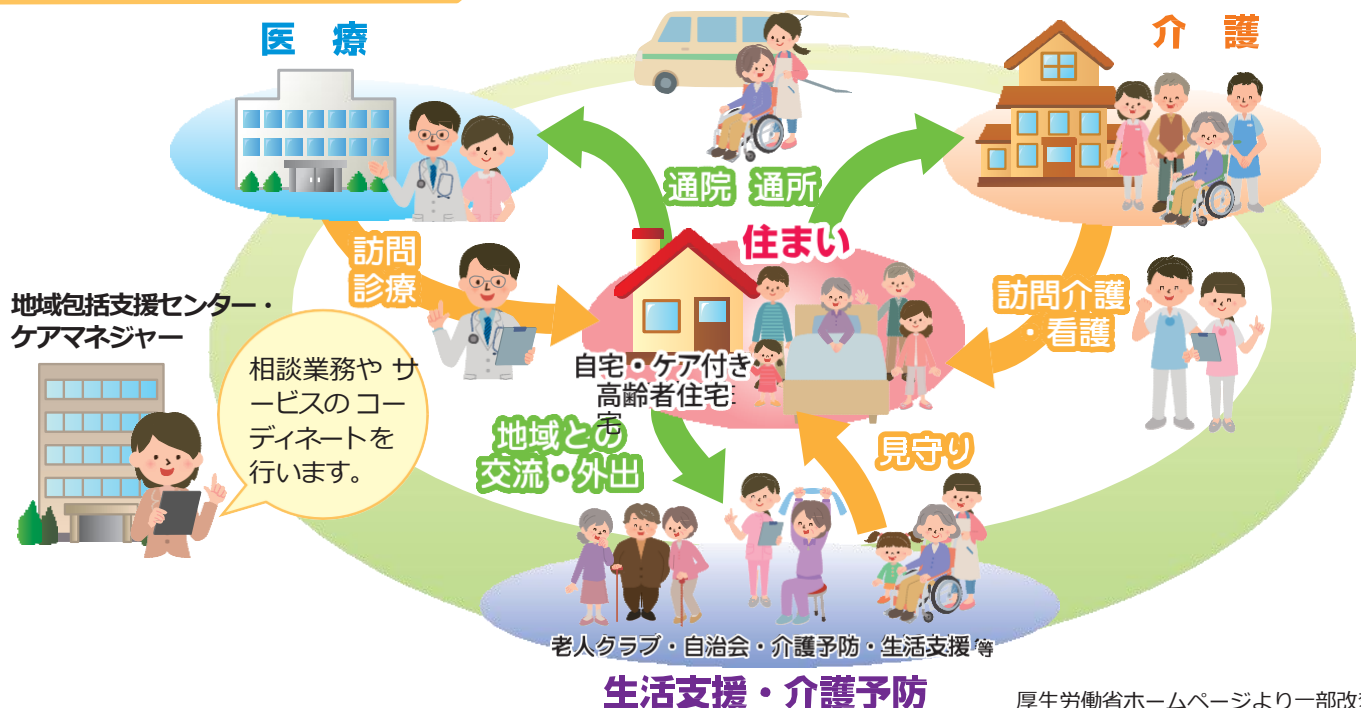 医 療
介 護
通院 通所
住まい
訪問
診療
訪問介護
・看護
地域包括支援センター・
ケアマネジャー
相談業務や サ
ービスの コー
ディネートを
行います。
自宅・ケア付き
高齢者住宅
宅
地域との
交流・外出
見守り
老人クラブ・自治会・介護予防・生活支援 等
生活支援・介護予防
厚生労働省ホームページより一部改